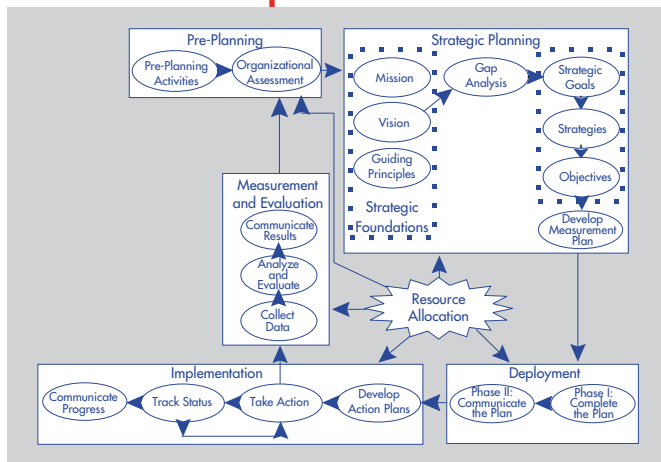 Pre-Planning
Pre-Planning
Activities
Organizational
Assessment
Strategic Planning
Mission
Vision
Guiding
Principles
Strategic
Foundations
Gap
Analysis
Strategic
Goals
Strategies
Objectives
Develop
Measurement
Plan
Measurement
and Evaluation
Communicate
Results
Analyze
and
Evaluate
Collect
Data
Resource
Allocation
Implementation
Communicate
Progress
Track Status
Take Action
Develop
Action Plans
Deployment
Phase II:
Communicate
the Plan
Phase I:
Complete
the Plan